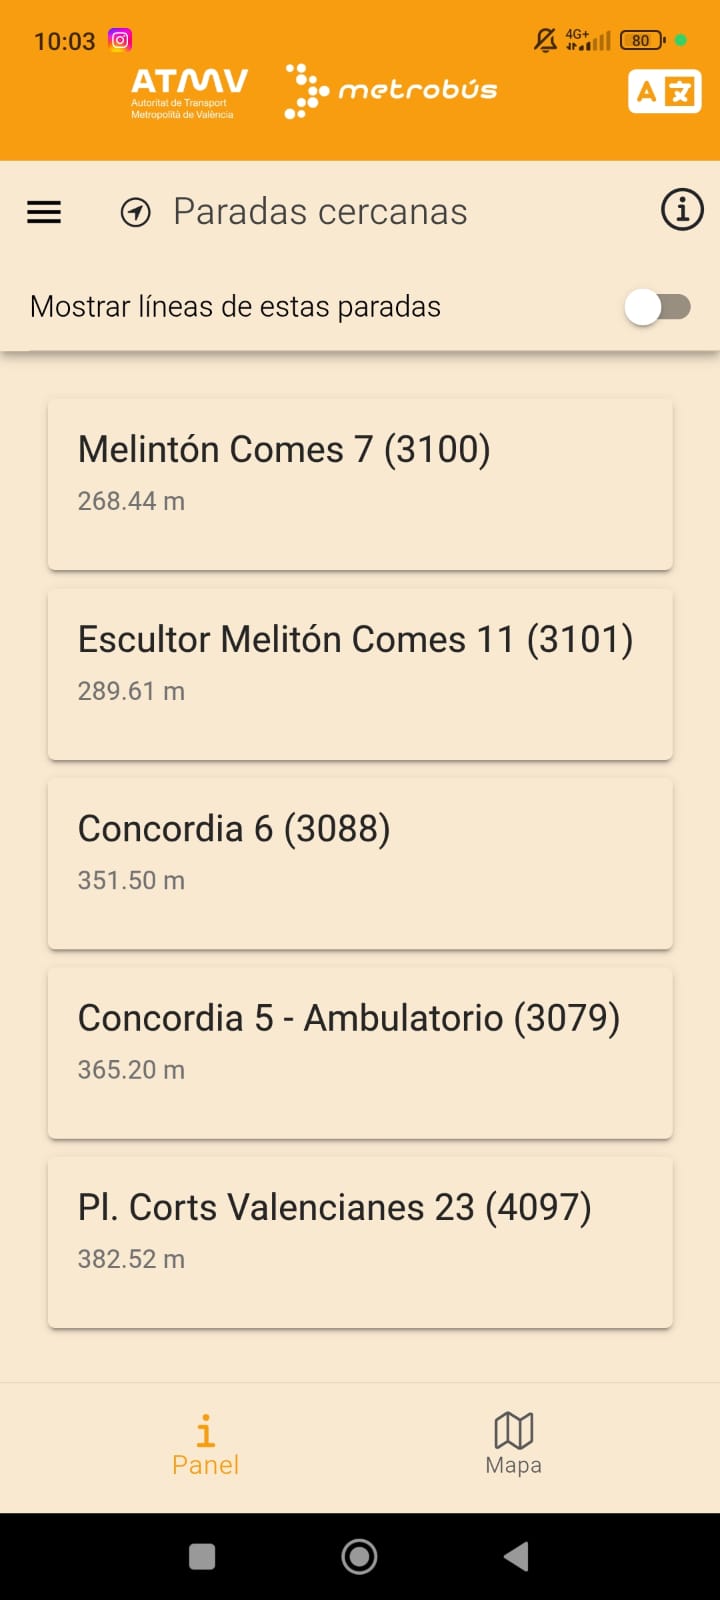 10:03
4G+
80
ATMV
Autoritat de Transport
Metropolità de València
metrobús
A 文
Paradas cercanas
Mostrar líneas de estas paradas
Melintón Comes 7 (3100)
268.44 m
Escultor Melitón Comes 11 (3101)
289.61 m
Concordia 6 (3088)
351.50 m
Concordia 5 - Ambulatorio (3079)
365.20 m
Pl. Corts Valencianes 23 (4097)
382.52 m
Panel
Mapa